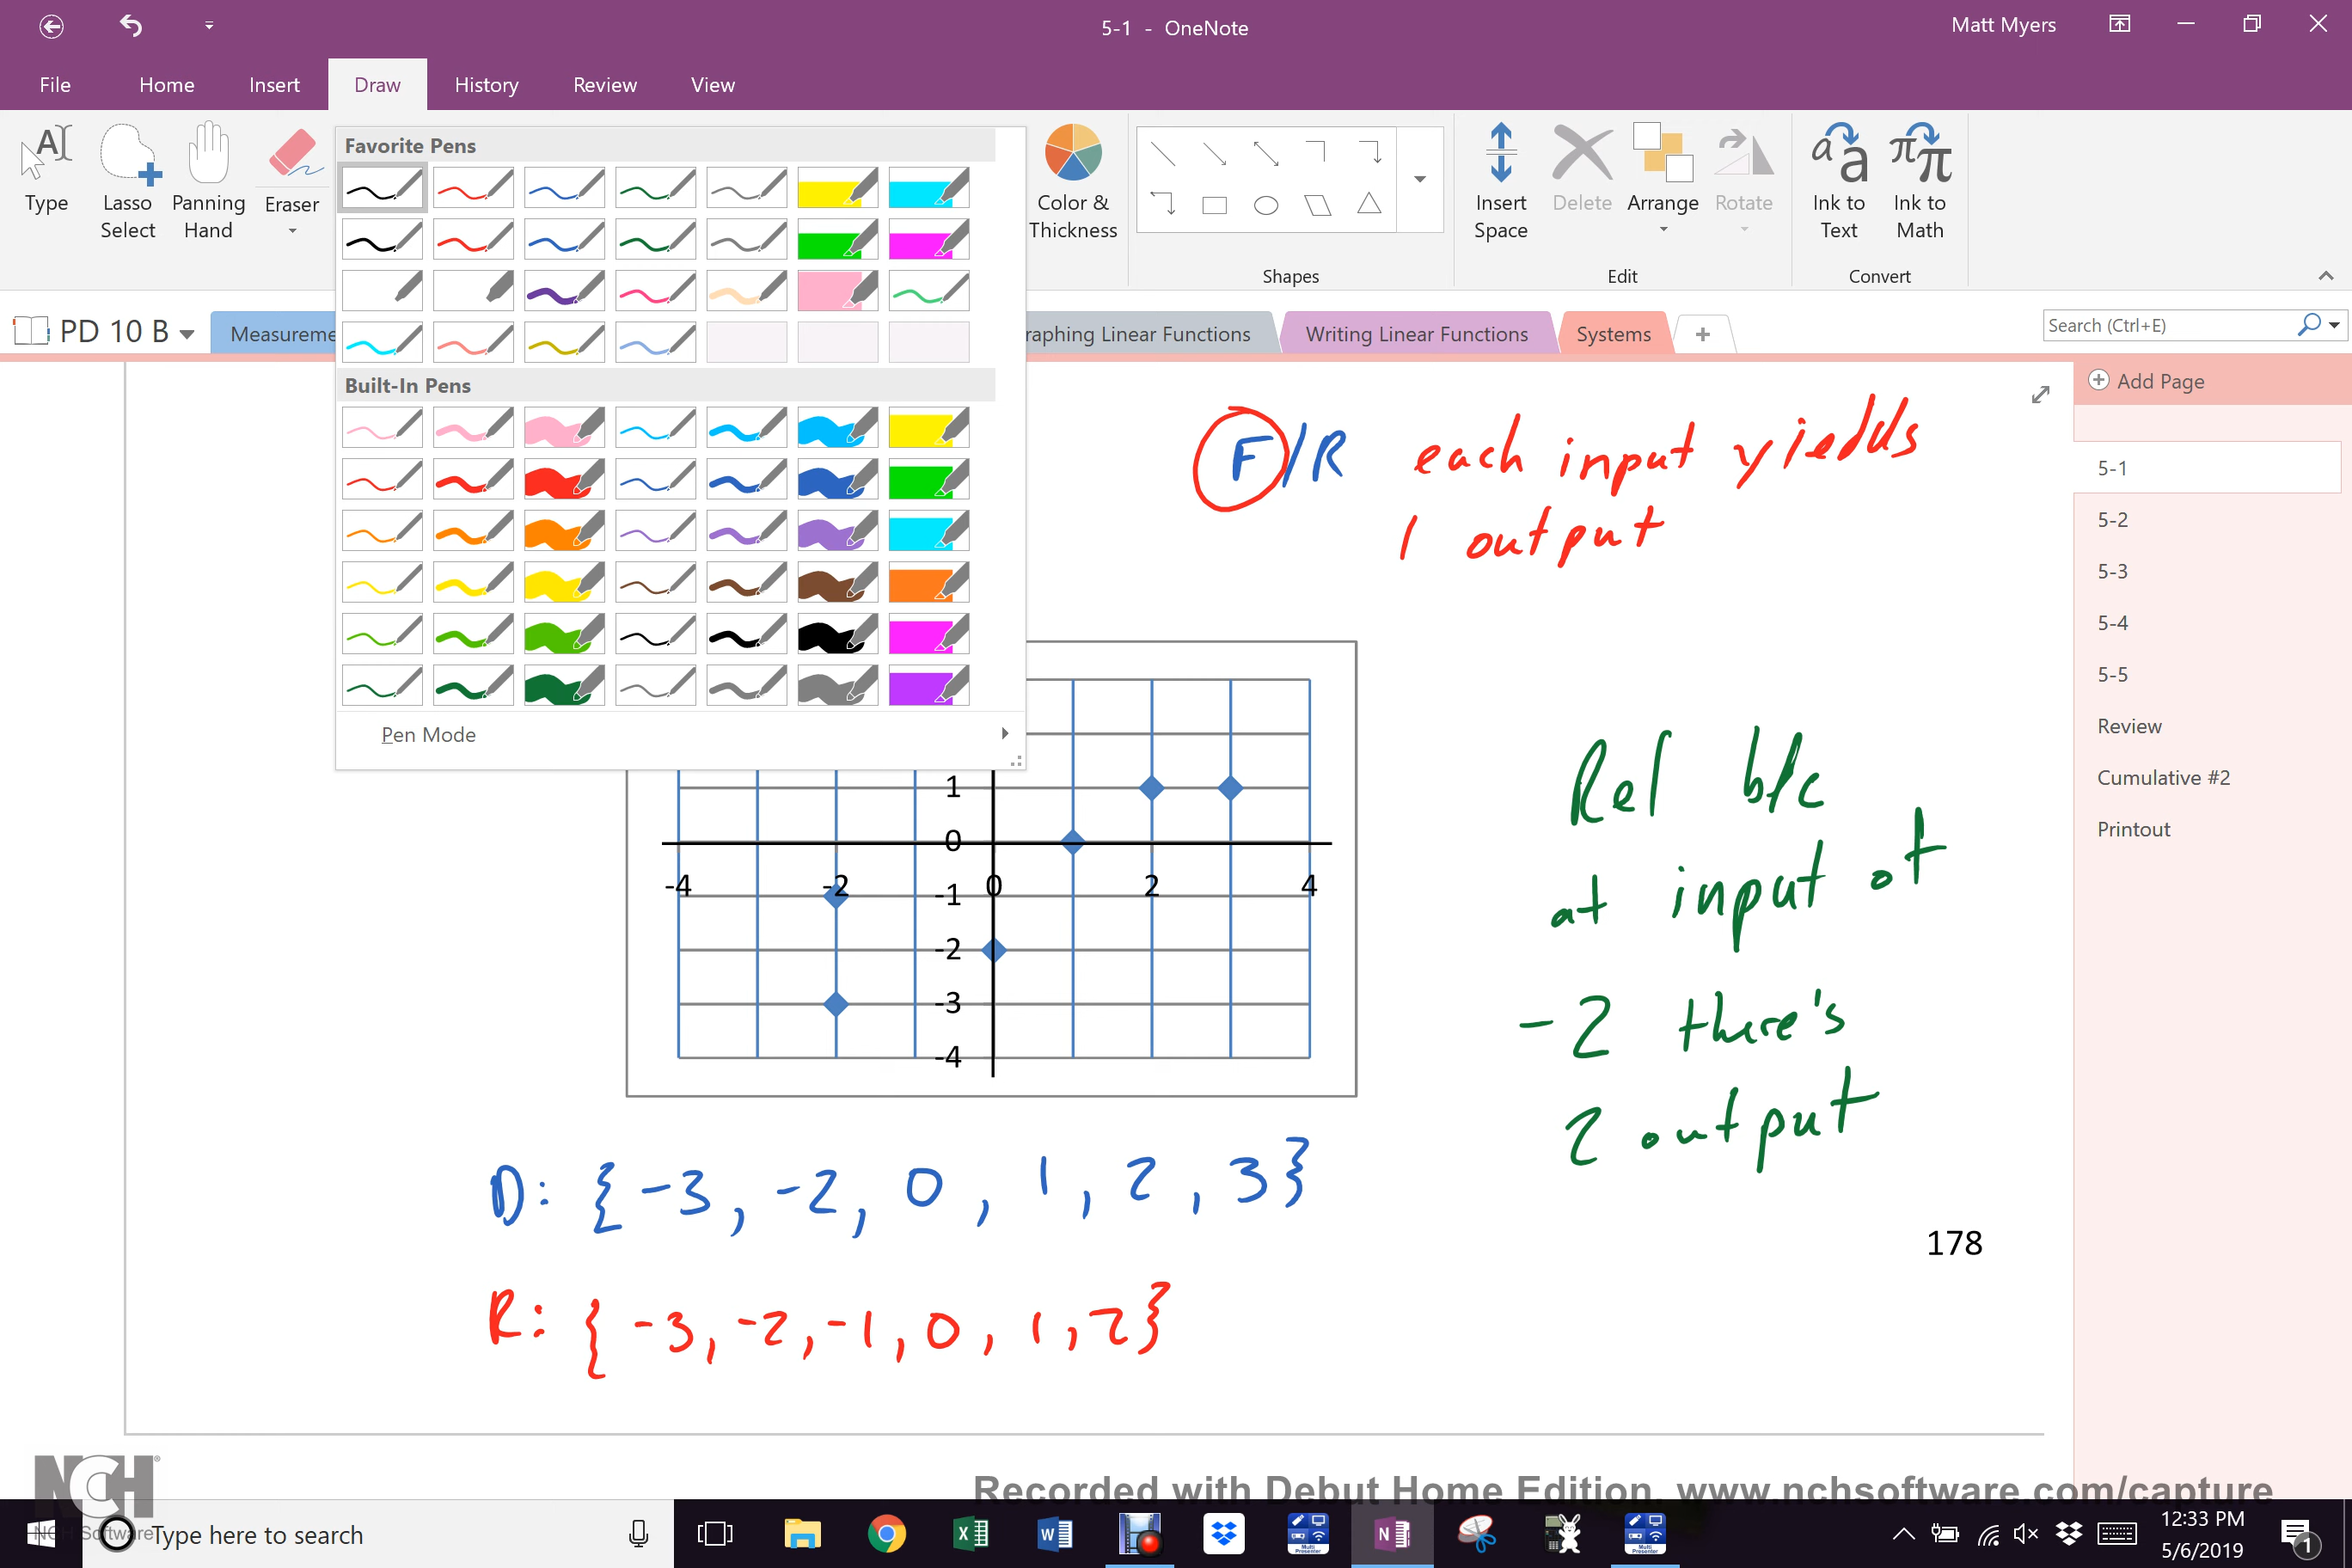 5-1 - OneNote
Matt Myers
File Home Insert Draw History Review View
Type
Lasso Select
Panning Hand
Eraser
Favorite Pens
Built-In Pens
Pen Mode
Color & Thickness
Shapes
Insert Space
Delete
Arrange
Rotate
Edit
Ink to Text
Ink to Math
Convert
PD 10 B
Measureme
raphing Linear Functions
Writing Linear Functions
Systems
+
Search (Ctrl+E)
Add Page
5-1
5-2
5-3
5-4
5-5
Review
Cumulative #2
Printout
F/R each input yields
1 output
1
0
-4 -2 0 2 4
-1
-2
-3
-4
Rel b/c
at input of
-2 there's
2 output
D: {-3, -2, 0, 1, 2, 3}
178
R: {-3, -2, -1, 0, 1, 2}
NCH
NCH Software
Recorded with Debut Home Edition. www.nchsoftware.com/capture
Type here to search
12:33 PM
5/6/2019
1